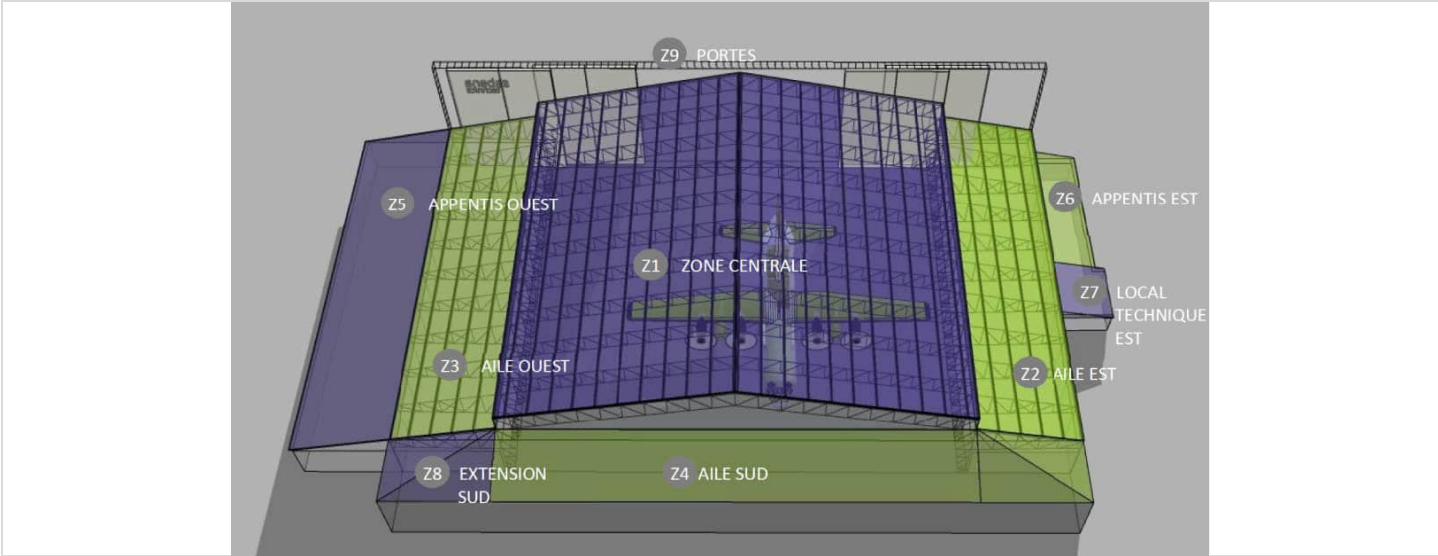 Z9 PORTES
Z5 APPENTIS OUEST
Z6 APPENTIS EST
Z1 ZONE CENTRALE
Z7 LOCAL
TECHNIQUE
EST
Z3 AILE OUEST
Z2 AILE EST
Z8 EXTENSION
SUD
Z4 AILE SUD